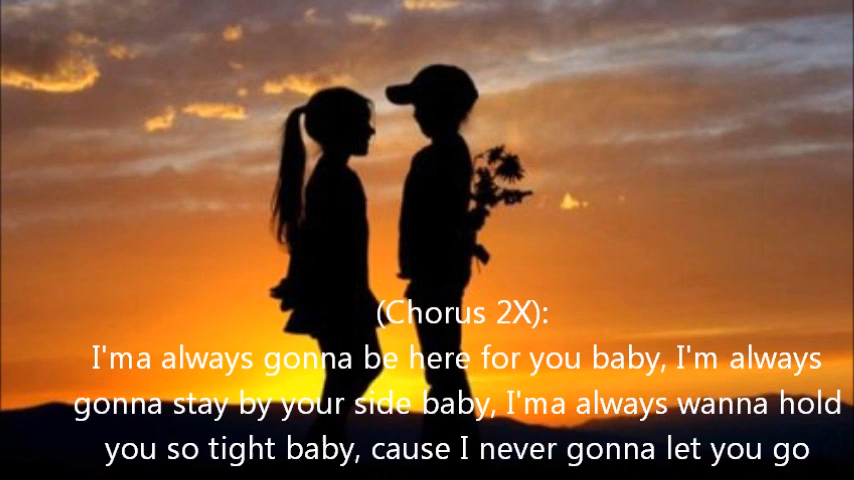 (Chorus 2X):
I'ma always gonna be here for you baby, I'm always
gonna stay by your side baby, I'ma always wanna hold
you so tight baby, cause I never gonna let you go